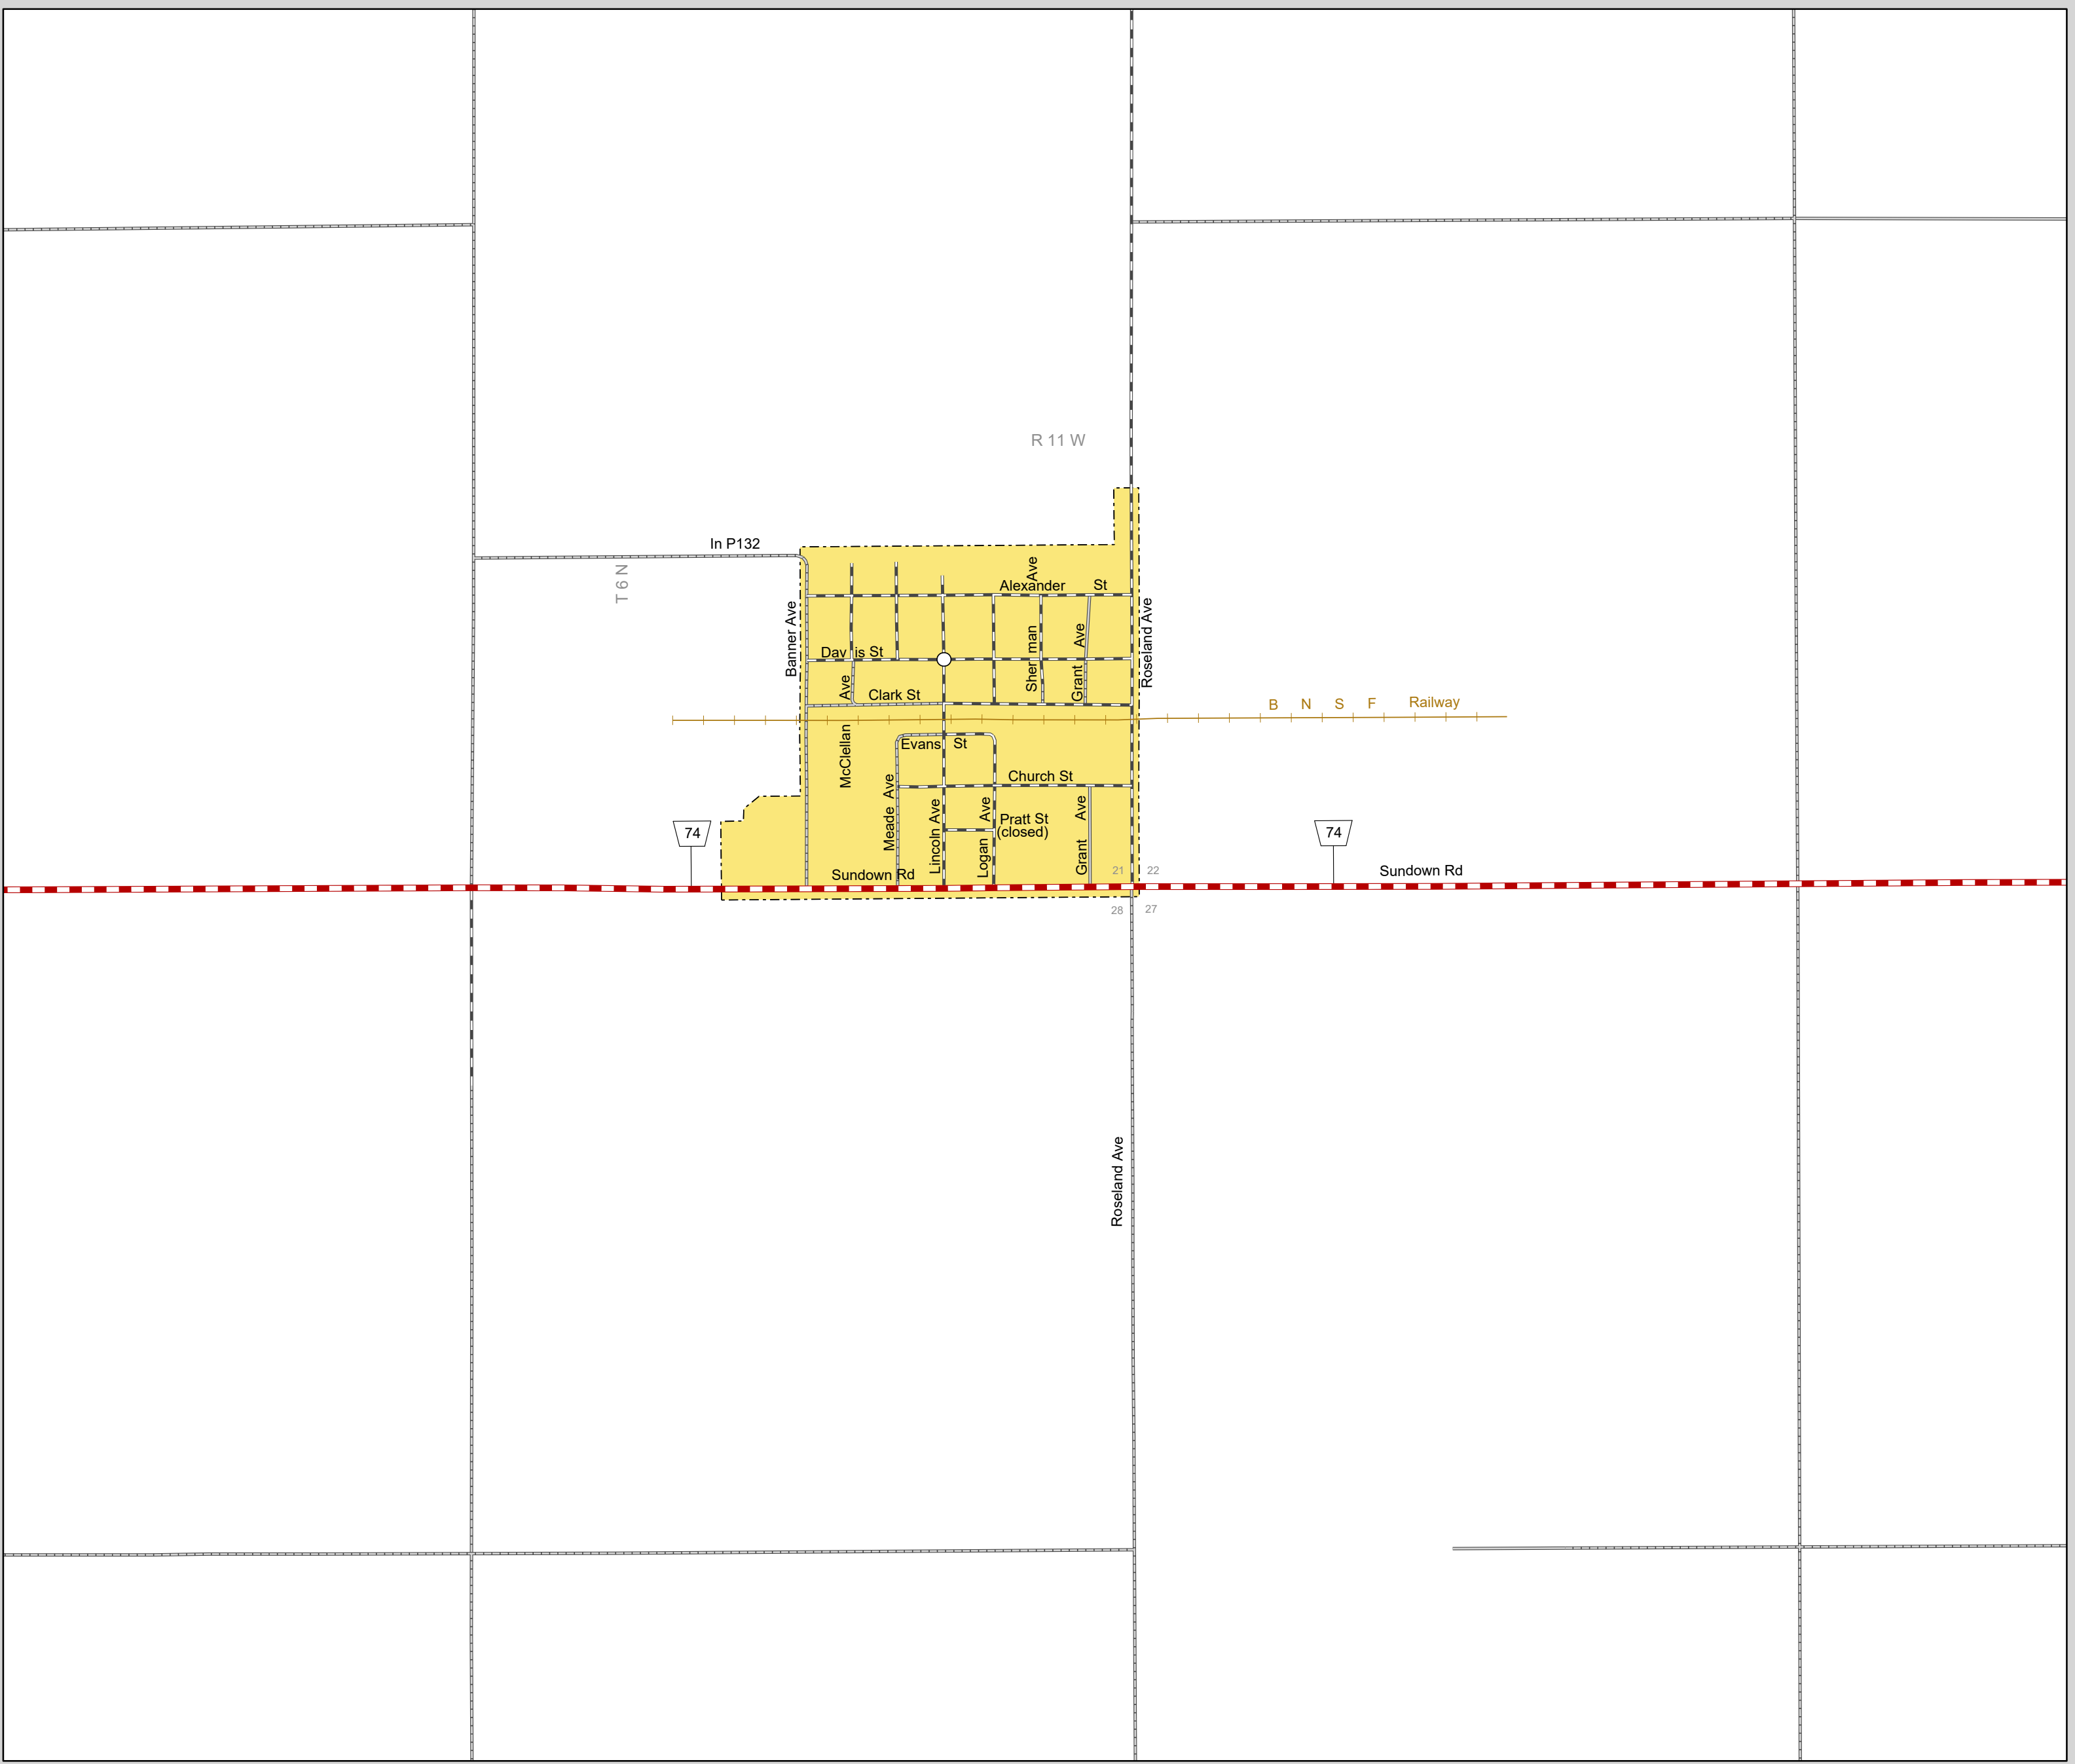 R 11 W
In P132
T 6 N
Alexander St
Sherman Ave
Banner Ave
Roseland Ave
Grant Ave
Davis St
McClellan Ave
Clark St
B N S F Railway
Evans St
Church St
Meade Ave
Lincoln Ave
Logan Ave
Pratt St
(closed)
Grant Ave
74
74
Sundown Rd
21
22
Sundown Rd
28
27
Roseland Ave